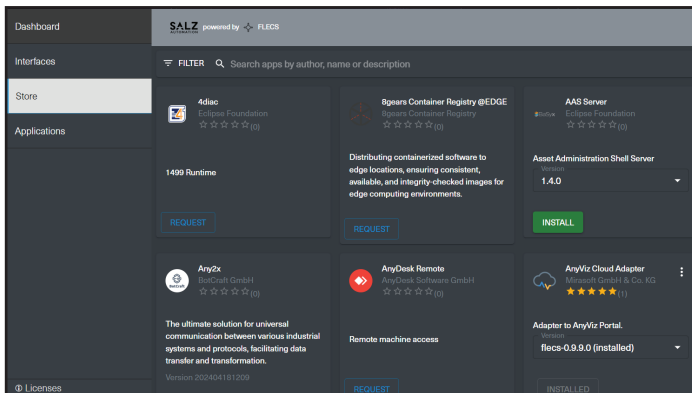 Dashboard
SALZ
AUTOMATION
powered by FLECS
Interfaces
FILTER
Search apps by author, name or description
Store
Applications
4diac
Eclipse Foundation
(0)
1499 Runtime
REQUEST
8gears Container Registry @EDGE
8gears Container Registry
(0)
Distributing containerized software to
edge locations, ensuring consistent,
available, and integrity-checked images for
edge computing environments.
REQUEST
AAS Server
Eclipse Foundation
(0)
Asset Administration Shell Server
Version
1.4.0
INSTALL
BotCraft
Any2x
BotCraft GmbH
(0)
The ultimate solution for universal
communication between various industrial
systems and protocols, facilitating data
transfer and transformation.
Version 202404181209
AnyDesk Remote
AnyDesk Software GmbH
(0)
Remote machine access
REQUEST
AnyViz Cloud Adapter
Mirasoft GmbH & Co. KG
(1)
Adapter to AnyViz Portal.
Version
flecs-0.9.9.0 (installed)
INSTALLED
Licenses